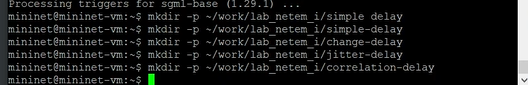 Processing triggers for sgml-base (1.29.1) ...
mininet@mininet-vm:~$ mkdir -p ~/work/lab_netem_i/simple delay
mininet@mininet-vm:~$ mkdir -p ~/work/lab_netem_i/simple-delay
mininet@mininet-vm:~$ mkdir -p ~/work/lab_netem_i/change-delay
mininet@mininet-vm:~$ mkdir -p ~/work/lab_netem_i/jitter-delay
mininet@mininet-vm:~$ mkdir -p ~/work/lab_netem_i/correlation-delay
mininet@mininet-vm:~$